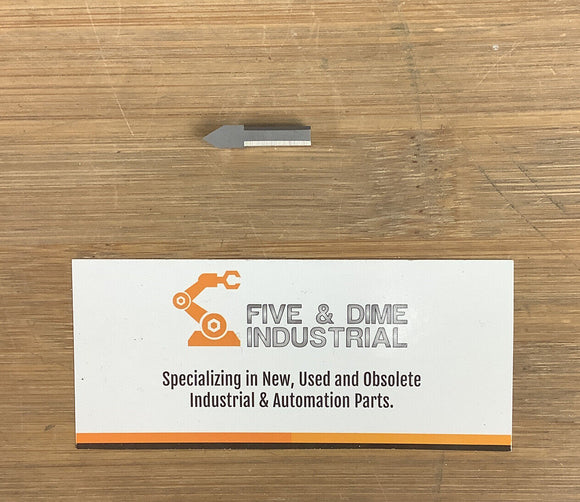 FIVE & DIME
INDUSTRIAL
Specializing in New, Used and Obsolete
Industrial & Automation Parts.